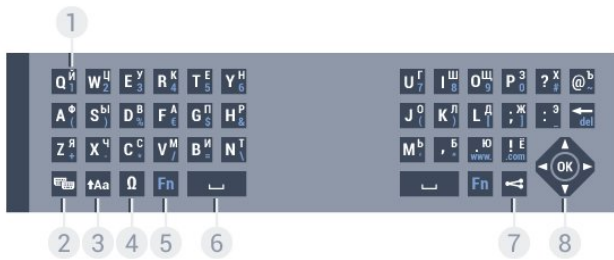 1
Q Й 1 W Ц 2 E У 3 R К 4 T Е 5 Y Н 6 U Г 7 I Ш 8 O Щ 9 P З 0 ? Х # @ Ъ ~
A Ф ( S Ы ) D В % F А € G П $ H Р & J О ( K Л ) L Д [ ; Ж ] : Э _ del
Z Я + X Ч - C С * V М / B И = N Т \ M Ь ' , Б . Ю www. ! Ё .com OK
Aa Ω Fn Fn
2 3 4 5 6 7 8